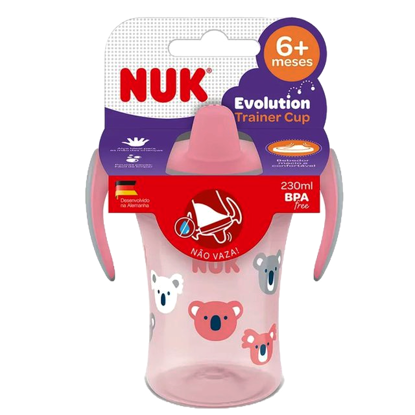 6+
meses
NUK
Evolution
Trainer Cup
230ml
BPA
free
Desenvolvido
na Alemanha
NÃO VAZA!
NUK